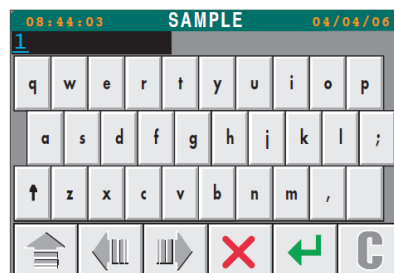 08:44:03 SAMPLE 04/04/06
1
q w e r t y u i o p
a s d f g h j k l ;
z x c v b n m ,
C